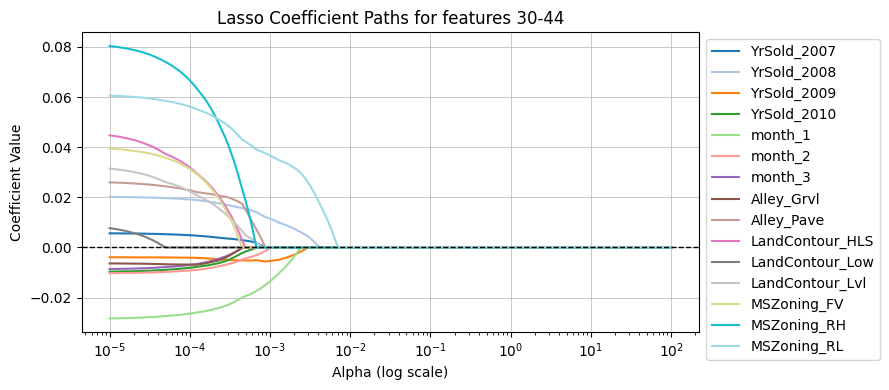 Lasso Coefficient Paths for features 30-44
Coefficient Value
0.08
0.06
0.04
0.02
0.00
−0.02
10⁻⁵
10⁻⁴
10⁻³
10⁻²
10⁻¹
10⁰
10¹
10²
Alpha (log scale)
YrSold_2007
YrSold_2008
YrSold_2009
YrSold_2010
month_1
month_2
month_3
Alley_Grvl
Alley_Pave
LandContour_HLS
LandContour_Low
LandContour_Lvl
MSZoning_FV
MSZoning_RH
MSZoning_RL